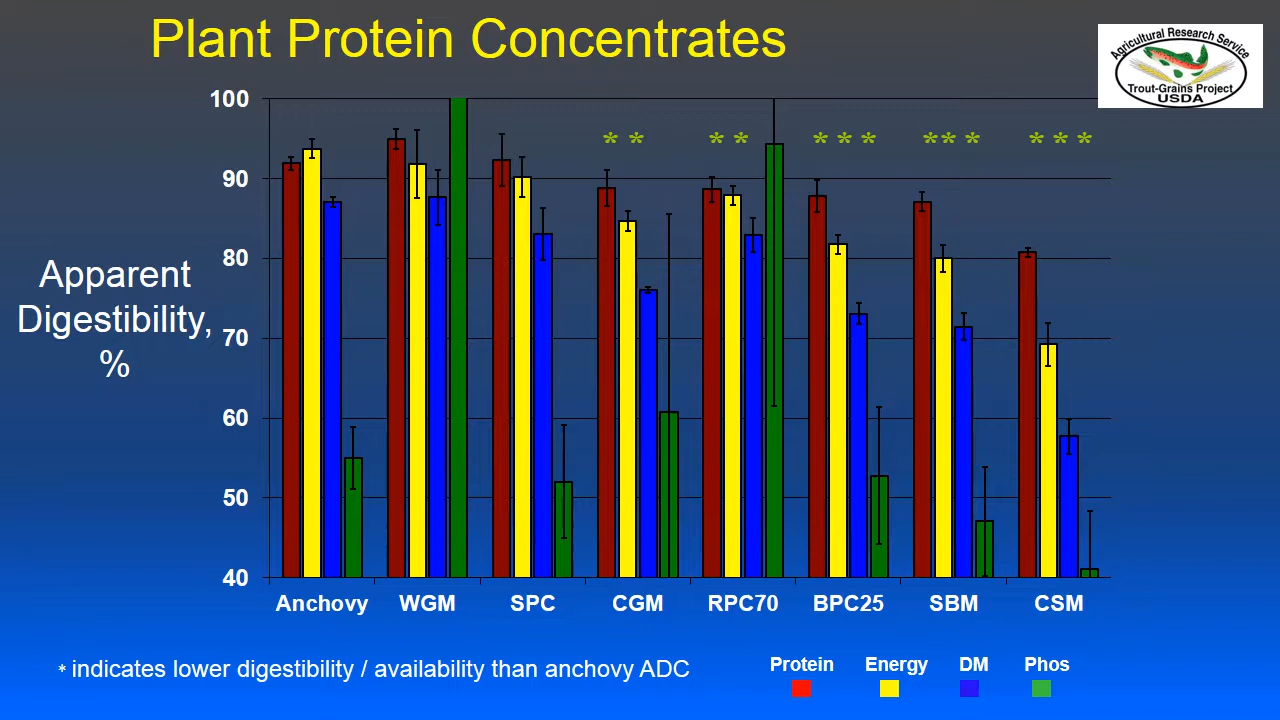 Plant Protein Concentrates
Agricultural Research Service
Trout-Grains Project
USDA
100
90
80
70
60
50
40
Apparent
Digestibility,
%
* *
* *
* * *
** *
* * *
Anchovy WGM SPC CGM RPC70 BPC25 SBM CSM
* indicates lower digestibility / availability than anchovy ADC
Protein Energy DM Phos